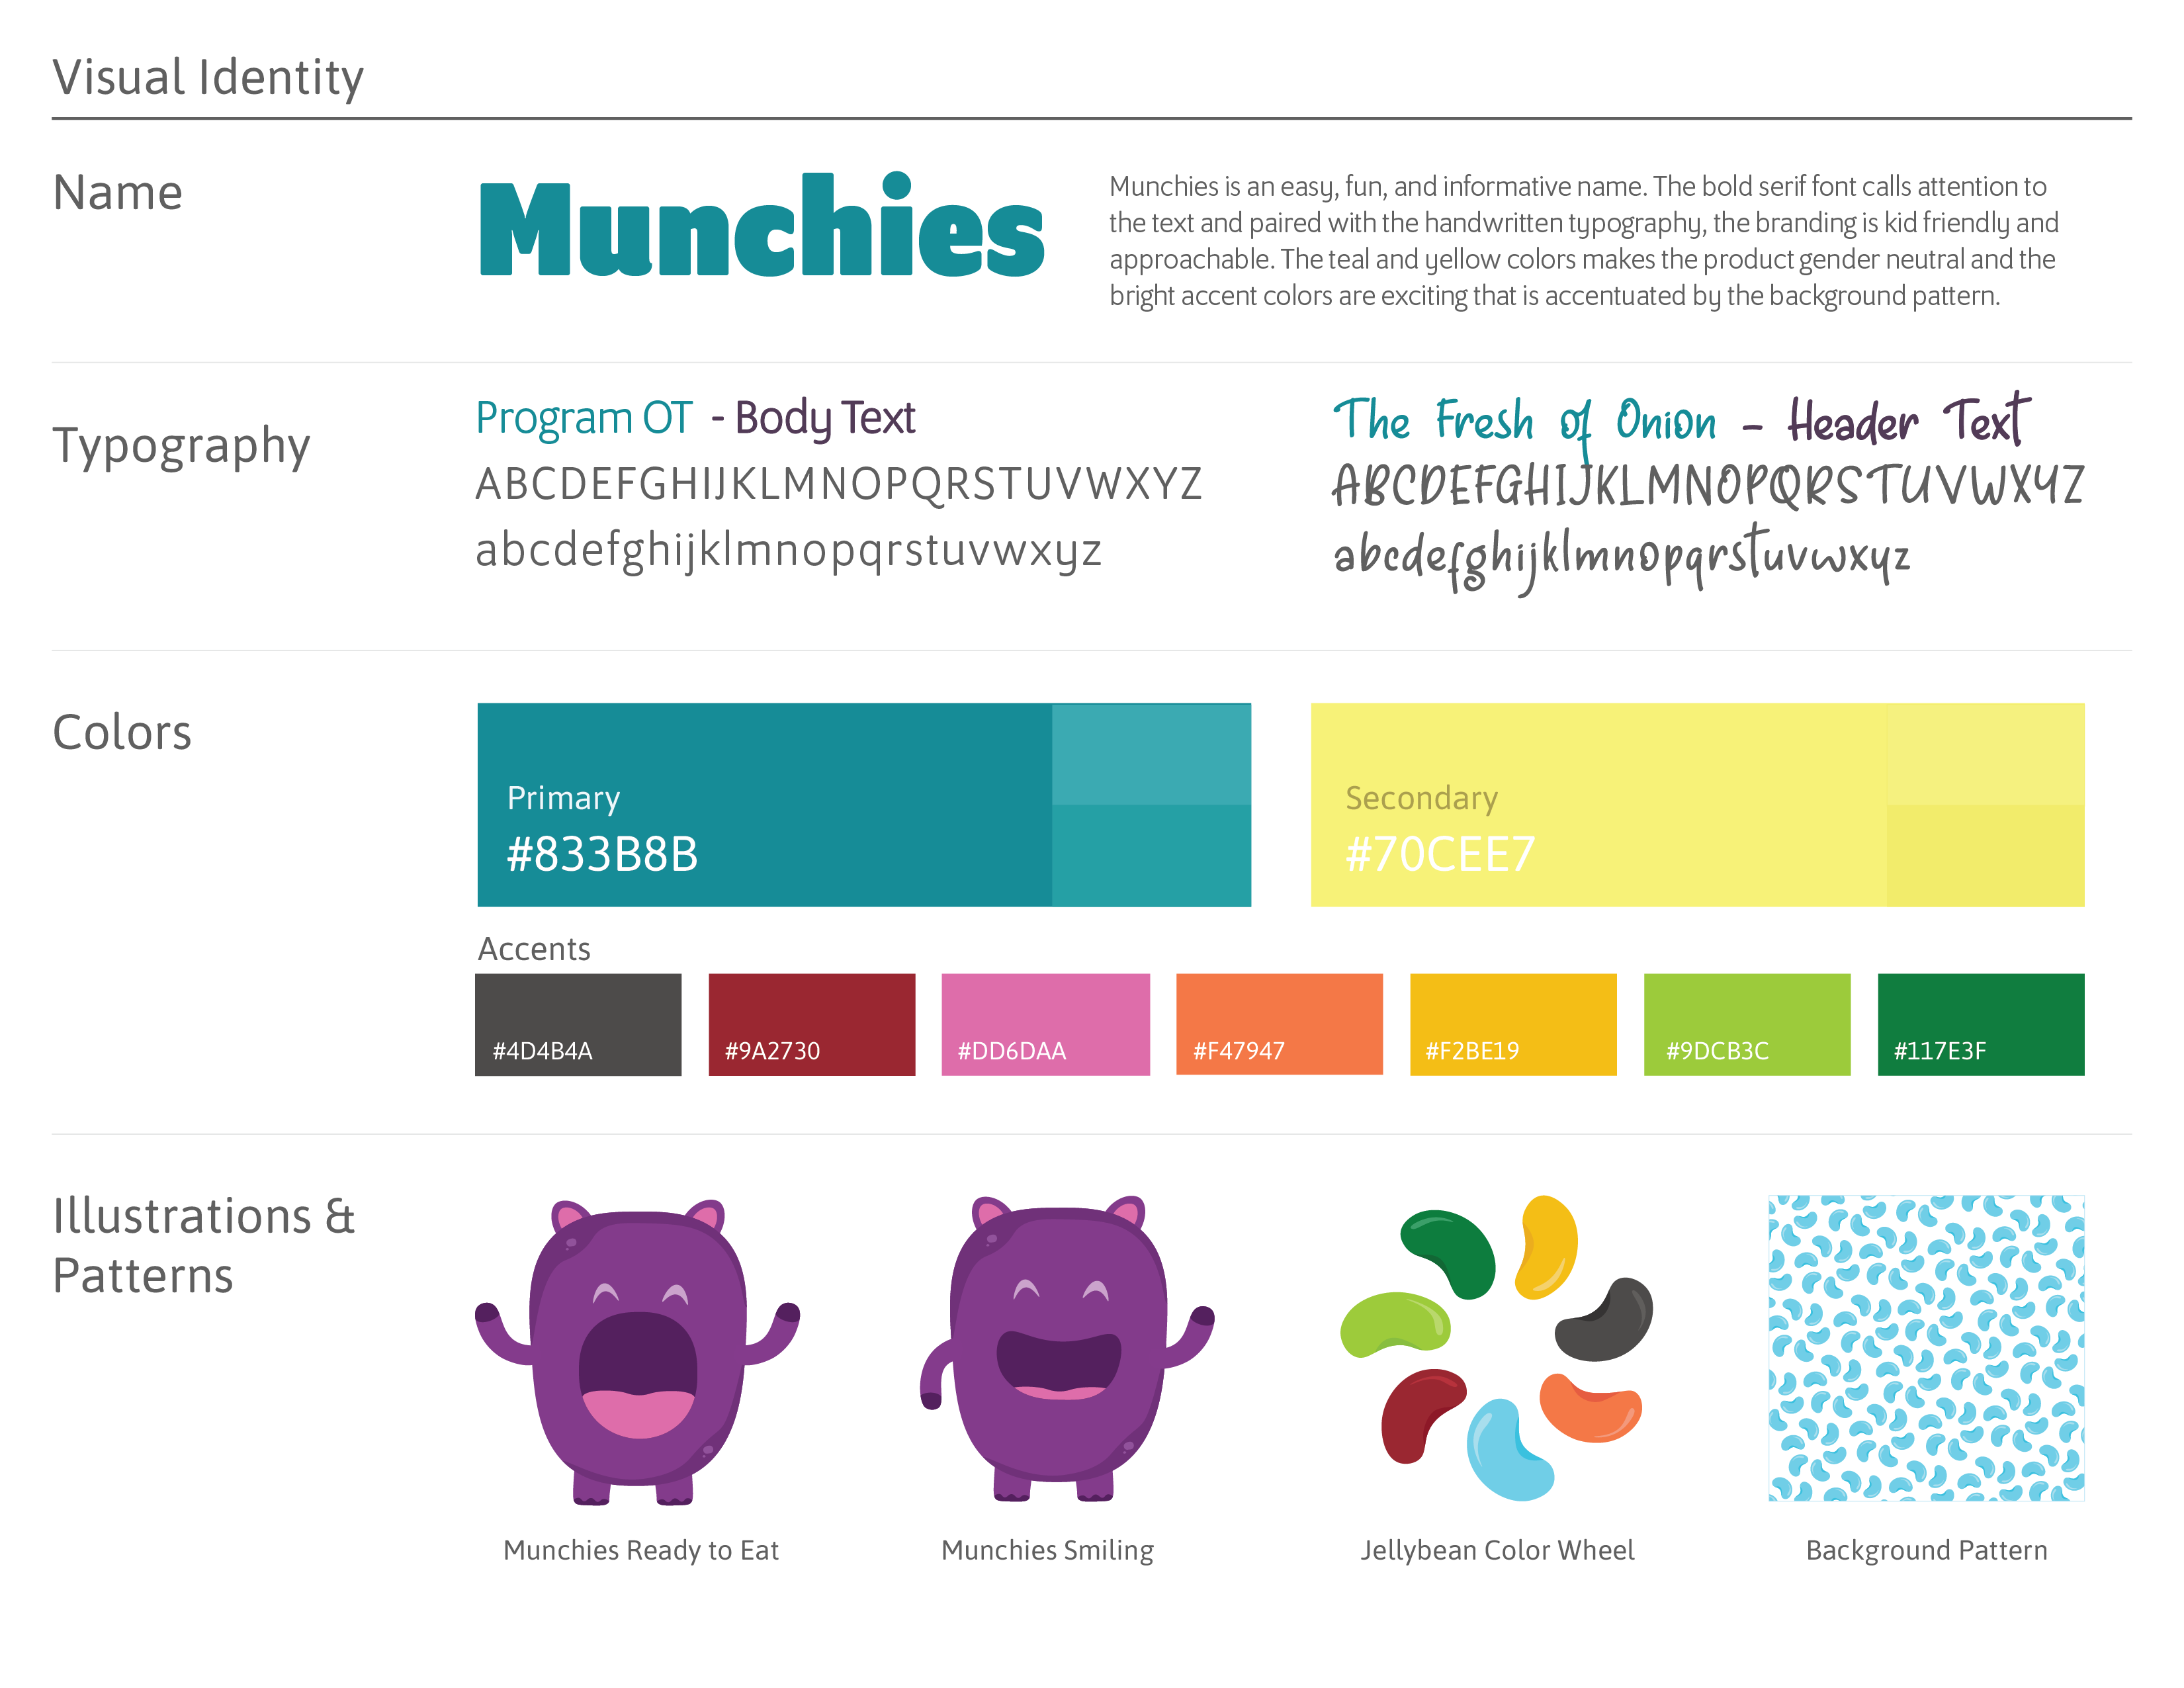 Visual Identity
Name
Munchies
Munchies is an easy, fun, and informative name. The bold serif font calls attention to
the text and paired with the handwritten typography, the branding is kid friendly and
approachable. The teal and yellow colors makes the product gender neutral and the
bright accent colors are exciting that is accentuated by the background pattern.
Typography
Program OT - Body Text
ABCDEFGHIJKLMNOPQRSTUVWXYZ
abcdefghijklmnopqrstuvwxyz
The Fresh of Onion - Header Text
ABCDEFGHIJKLMNOPQRSTUVWXYZ
abcdefghijklmnopqrstuvwxyz
Colors
Primary
#833B8B
Secondary
#70CEE7
Accents
#4D4B4A
#9A2730
#DD6DAA
#F47947
#F2BE19
#9DCB3C
#117E3F
Illustrations &
Patterns
Munchies Ready to Eat
Munchies Smiling
Jellybean Color Wheel
Background Pattern